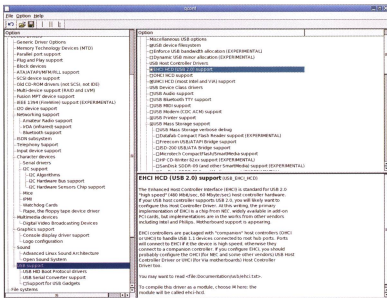 qconf
File Option Help
Option
Generic Driver Options
Memory Technology Devices (MTD)
Parallel port support
Plug and Play support
Block devices
ATA/ATAPI/MFM/RLL support
SCSI device support
Old CD-ROM drivers (not SCSI, not IDE)
Multi-device support (RAID and LVM)
Fusion MPT device support
IEEE 1394 (FireWire) support (EXPERIMENTAL)
I2O device support
Networking support
Amateur Radio support
IrDA (infrared) support
Bluetooth support
ISDN subsystem
Telephony Support
Input device support
Character devices
Serial drivers
I2C support
I2C Algorithms
I2C Hardware Bus support
I2C Hardware Sensors Chip support
Mice
IPMI
Watchdog Cards
Ftape, the floppy tape device driver
Multimedia devices
Digital Video Broadcasting Devices
Graphics support
Console display driver support
Logo configuration
Sound
Advanced Linux Sound Architecture
Open Sound System
USB support
USB HID Boot Protocol drivers
USB Serial Converter support
Support for USB Gadgets
File systems
Option
Miscellaneous USB options
USB device filesystem
Enforce USB bandwidth allocation (EXPERIMENTAL)
Dynamic USB minor allocation (EXPERIMENTAL)
USB Host Controller Drivers
EHCI HCD (USB 2.0) support
OHCI HCD support
UHCI HCD (most Intel and VIA) support
USB Device Class drivers
USB Audio support
USB Bluetooth TTY support
USB MIDI support
USB Modem (CDC ACM) support
USB Printer support
USB Mass Storage support
USB Mass Storage verbose debug
Datafab Compact Flash Reader support (EXPERIMENTAL)
Freecom USB/ATAPI Bridge support
ISD-200 USB/ATA Bridge support
Microtech CompactFlash/SmartMedia support
HP CD-Writer 82xx support (EXPERIMENTAL)
SanDisk SDDR-09 (and other SmartMedia) support (EXPERIMENTAL)
EHCI HCD (USB 2.0) support (USB_EHCI_HCD)
The Enhanced Host Controller Interface (EHCI) is standard for USB 2.0
"high speed" (480 Mbit/sec, 60 Mbyte/sec) host controller hardware.
If your USB host controller supports USB 2.0, you will likely want to
configure this Host Controller Driver. At this writing, the primary
implementation of EHCI is a chip from NEC, widely available in add-on
PCI cards, but implementations are in the works from other vendors
including Intel and Philips. Motherboard support is appearing.
EHCI controllers are packaged with "companion" host controllers (OHCI
or UHCI) to handle USB 1.1 devices connected to root hub ports. Ports
will connect to EHCI if the device is high speed, otherwise they
connect to a companion controller. If you configure EHCI, you should
probably configure the OHCI (for NEC and some other vendors) USB Host
Controller Driver or UHCI (for Via motherboards) Host Controller
Driver too.
You may want to read <file:Documentation/usb/ehci.txt>.
To compile this driver as a module, choose M here: the
module will be called ehci-hcd.